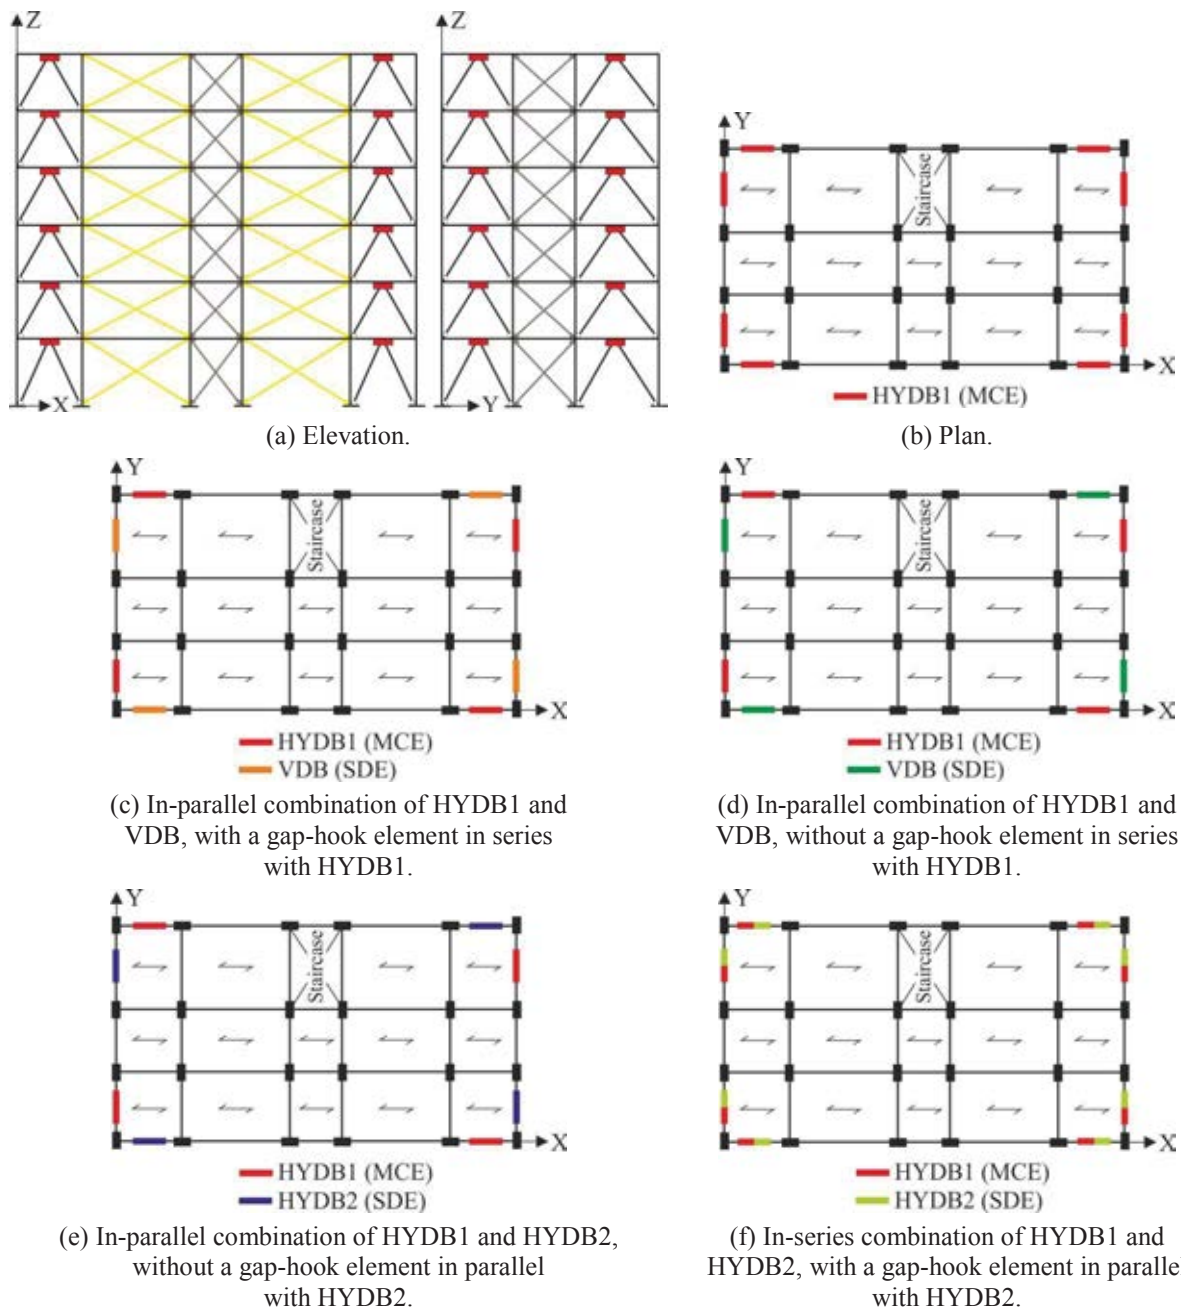 Z
Z
X
Y
(a) Elevation.
Y
Staircase
X
HYDB1 (MCE)
(b) Plan.
Y
Staircase
X
HYDB1 (MCE)
VDB (SDE)
(c) In-parallel combination of HYDB1 and
VDB, with a gap-hook element in series
with HYDB1.
Y
Staircase
X
HYDB1 (MCE)
VDB (SDE)
(d) In-parallel combination of HYDB1 and
VDB, without a gap-hook element in series
with HYDB1.
Y
Staircase
X
HYDB1 (MCE)
HYDB2 (SDE)
(e) In-parallel combination of HYDB1 and HYDB2,
without a gap-hook element in parallel
with HYDB2.
Y
Staircase
X
HYDB1 (MCE)
HYDB2 (SDE)
(f) In-series combination of HYDB1 and
HYDB2, with a gap-hook element in paralle
with HYDB2.